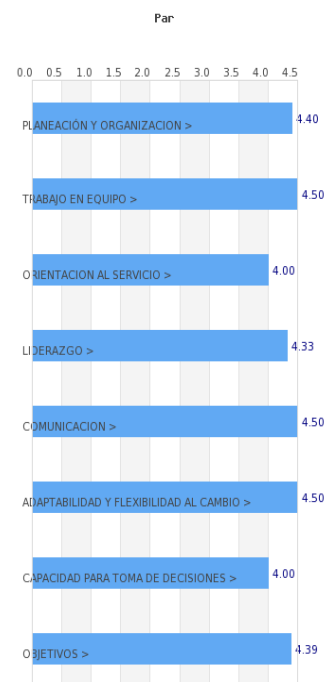 Par
0.0 0.5 1.0 1.5 2.0 2.5 3.0 3.5 4.0 4.5
PLANEACIÓN Y ORGANIZACION > 4.40
TRABAJO EN EQUIPO > 4.50
ORIENTACION AL SERVICIO > 4.00
LIDERAZGO > 4.33
COMUNICACION > 4.50
ADAPTABILIDAD Y FLEXIBILIDAD AL CAMBIO > 4.50
CAPACIDAD PARA TOMA DE DECISIONES > 4.00
OBJETIVOS > 4.39